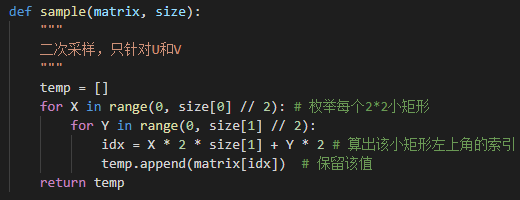 def sample(matrix, size):
    """
    二次采样，只针对U和V
    """
    temp = []
    for X in range(0, size[0] // 2): # 枚举每个2*2小矩形
        for Y in range(0, size[1] // 2):
            idx = X * 2 * size[1] + Y * 2 # 算出该小矩形左上角的索引
            temp.append(matrix[idx])  # 保留该值
    return temp